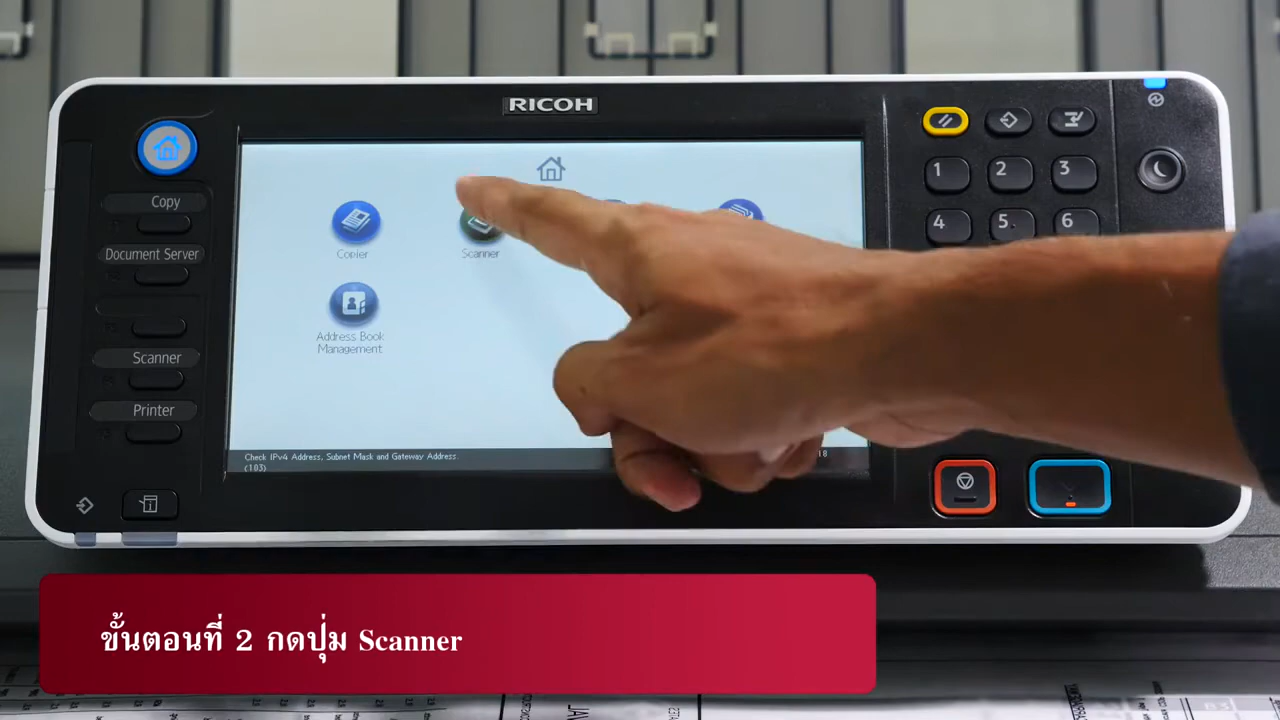 RICOH
Copy
Document Server
Scanner
Printer
Copier
Scanner
Address Book
Management
Check IPv4 Address, Subnet Mask and Gateway Address.
(103)
18
1
2
3
4
5
6
ขั้นตอนที่ 2 กดปุ่ม Scanner